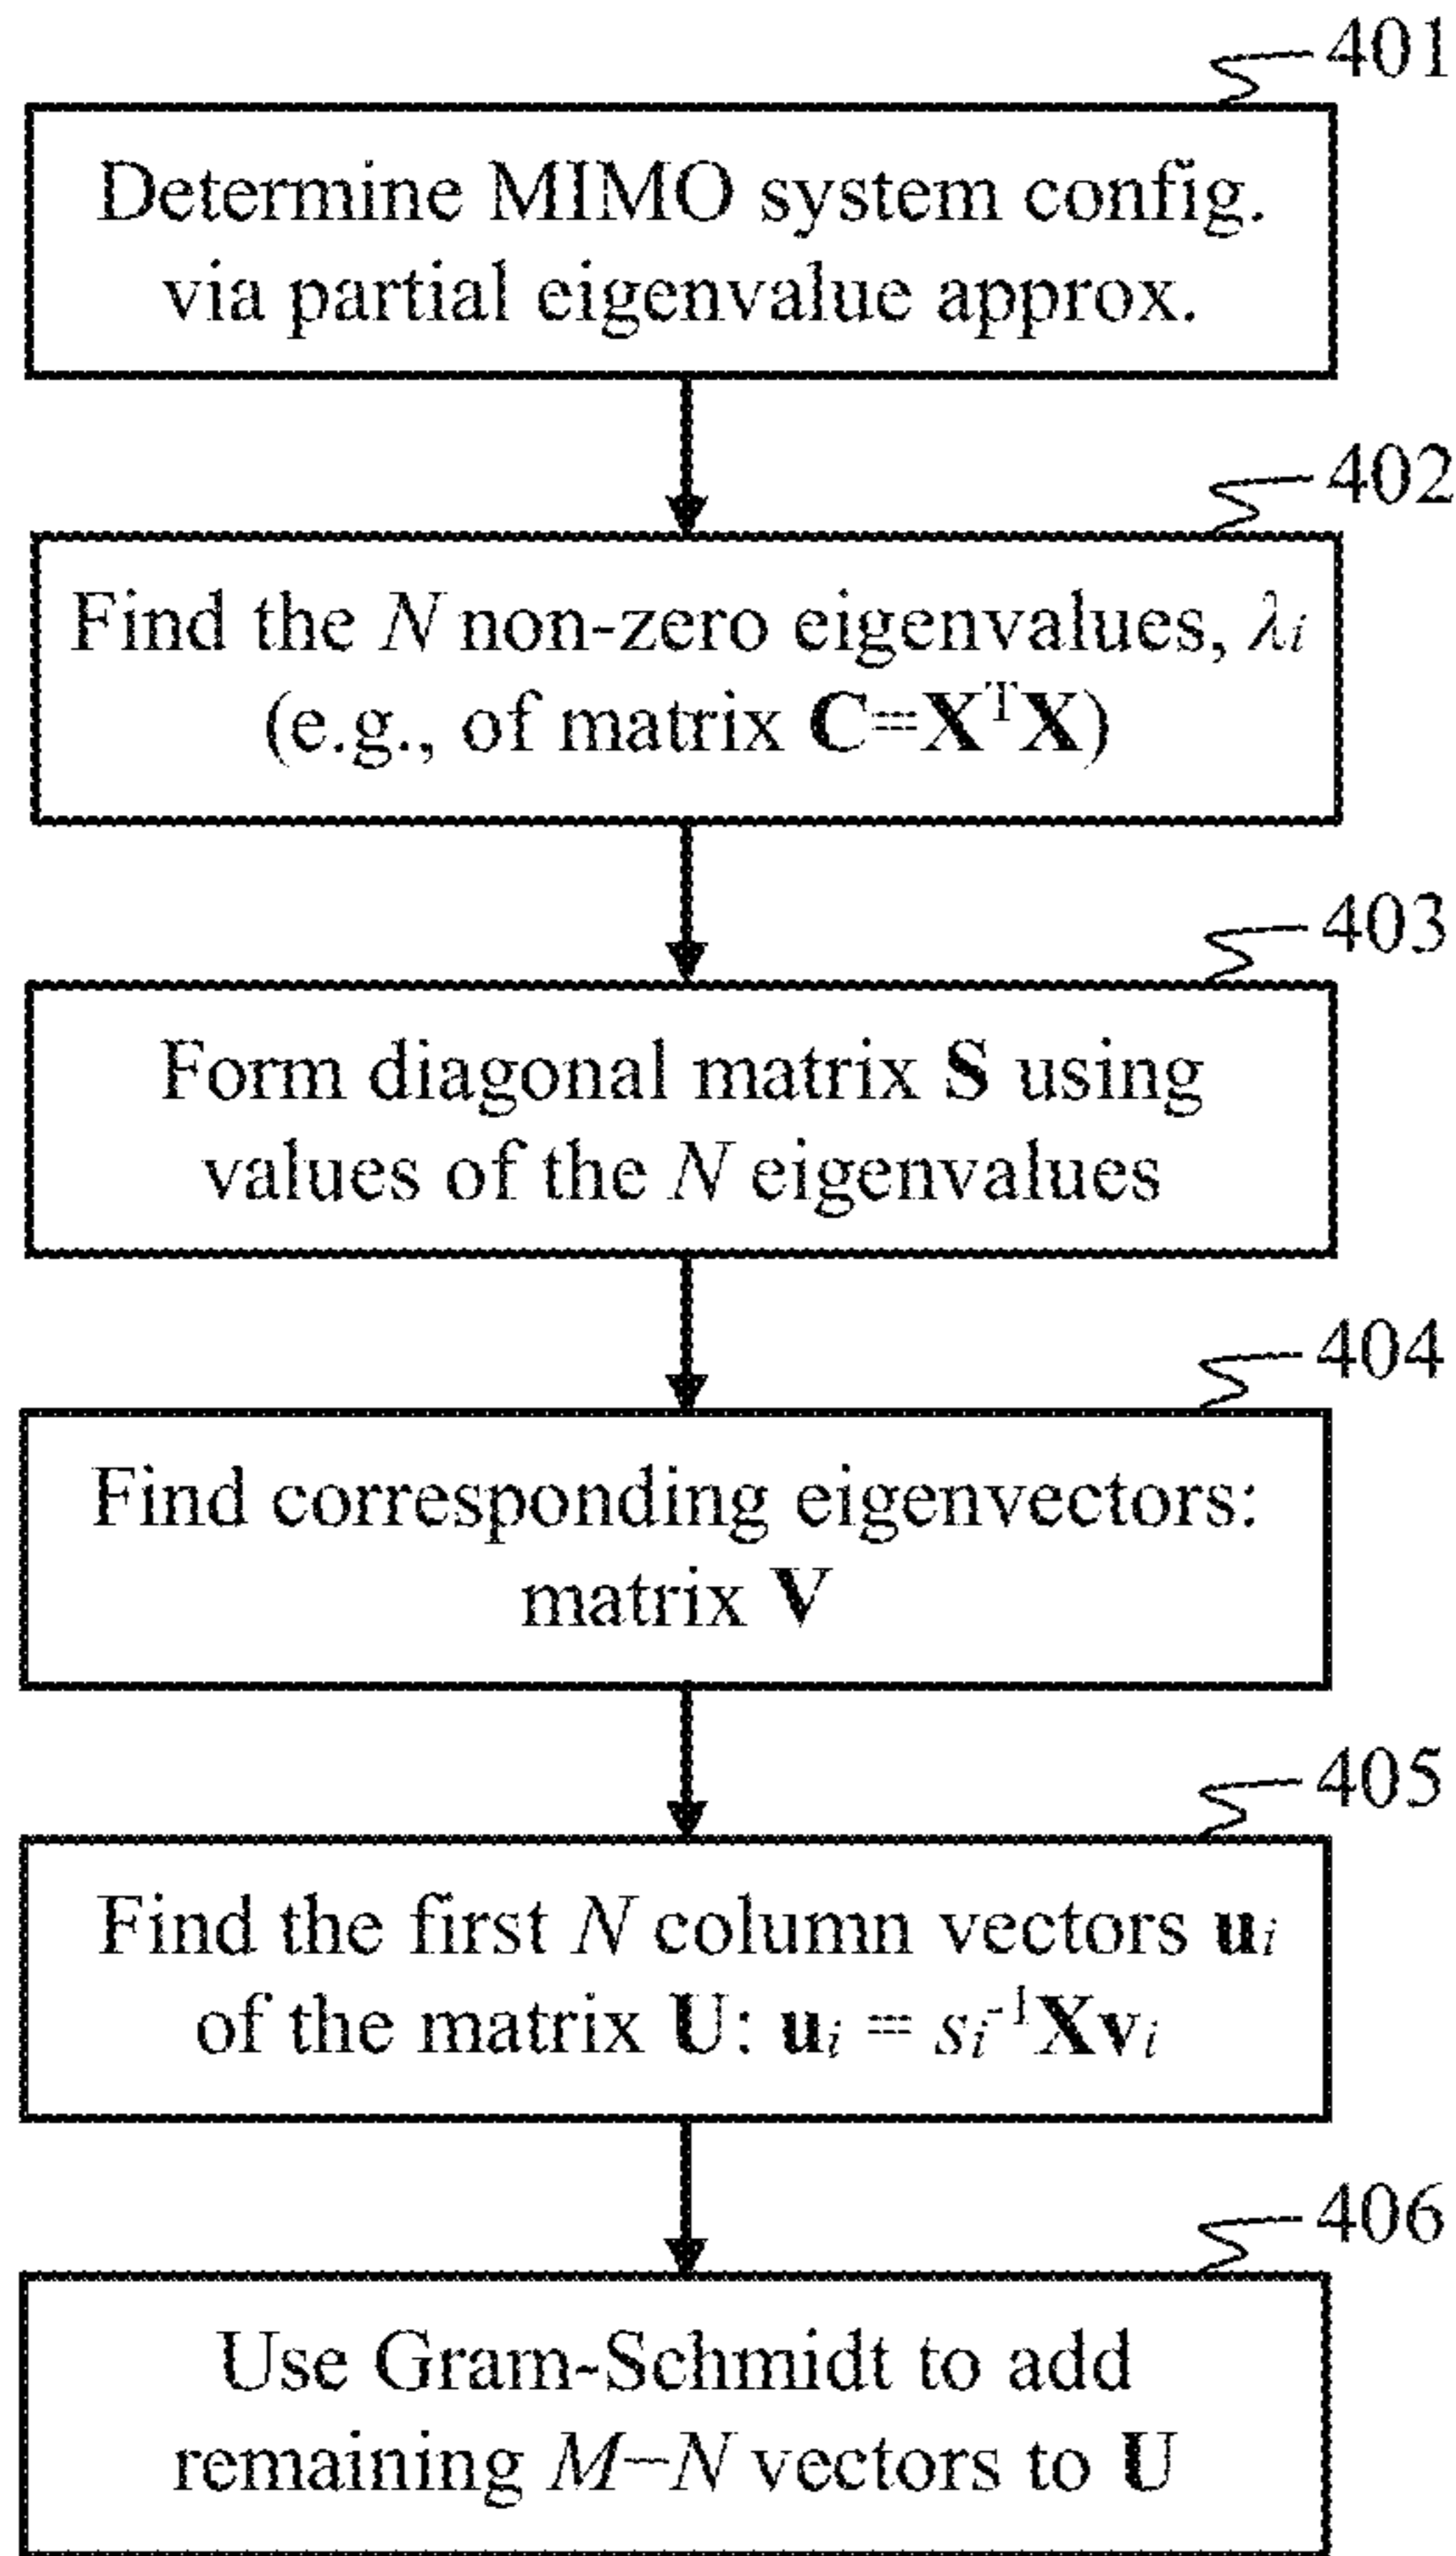 401
Determine MIMO system config.
via partial eigenvalue approx.
402
Find the N non-zero eigenvalues, λi
(e.g., of matrix C=XᵀX)
403
Form diagonal matrix S using
values of the N eigenvalues
404
Find corresponding eigenvectors:
matrix V
405
Find the first N column vectors uᵢ
of the matrix U: uᵢ = sᵢ⁻¹Xvᵢ
406
Use Gram-Schmidt to add
remaining M−N vectors to U